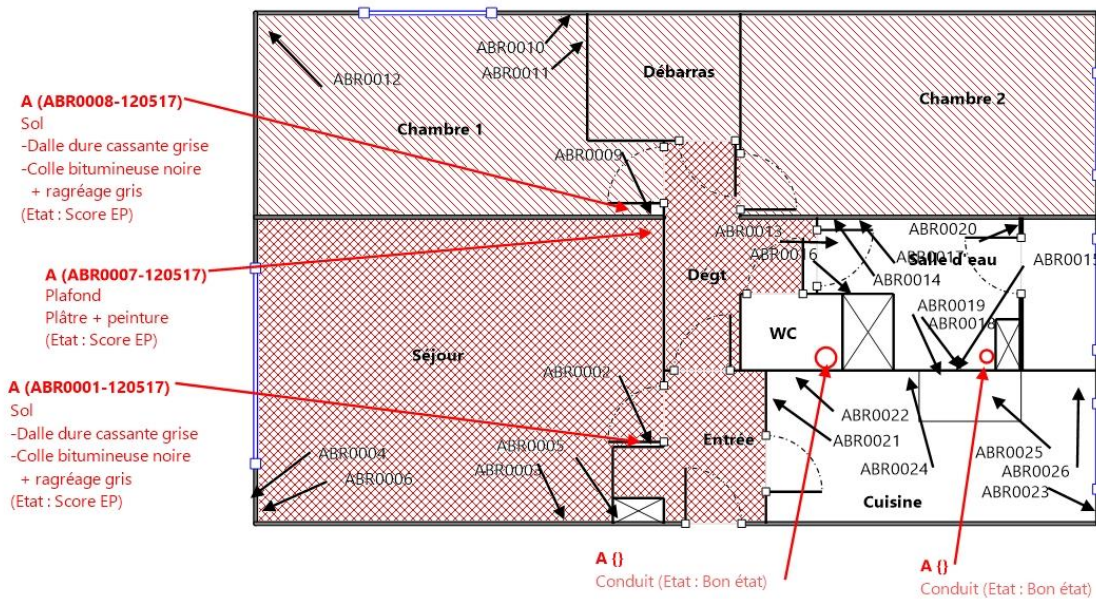 ABR0010
ABR0011
ABR0012
Débarras
Chambre 2
A (ABR0008-120517)
Sol
-Dalle dure cassante grise
-Colle bitumineuse noire
+ ragréage gris
(Etat : Score EP)
Chambre 1
ABR0009
ABR0013
ABR0020
ABR0016
ABR0017
Salle d'eau
ABR0015
ABR0014
A (ABR0007-120517)
Plafond
Plâtre + peinture
(Etat : Score EP)
Dégt
ABR0019
ABR0018
WC
Séjour
A (ABR0001-120517)
Sol
-Dalle dure cassante grise
-Colle bitumineuse noire
+ ragréage gris
(Etat : Score EP)
ABR0002
ABR0022
Entrée
ABR0021
ABR0005
ABR0004
ABR0003
ABR0006
ABR0025
ABR0024
ABR0026
ABR0023
Cuisine
A {}
Conduit (Etat : Bon état)
A {}
Conduit (Etat : Bon état)